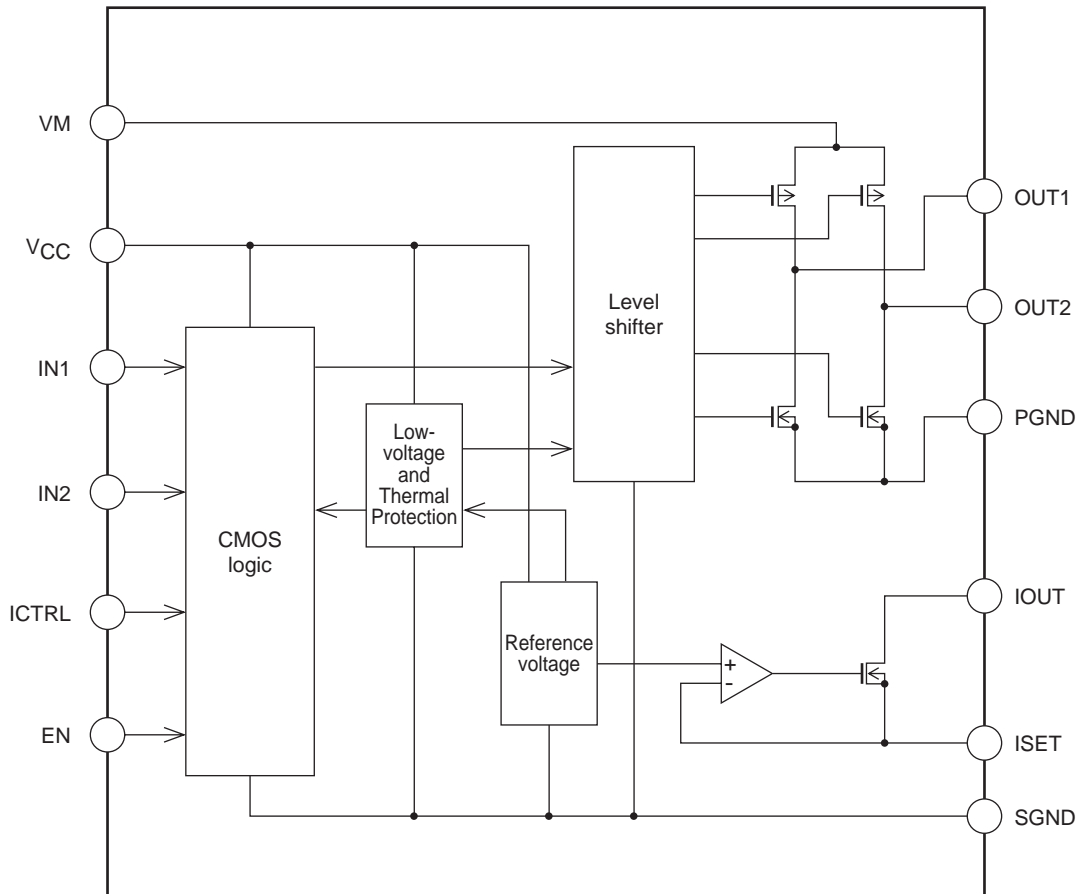 VM
VCC
IN1
IN2
ICTRL
EN
CMOS
logic
Low-
voltage
and
Thermal
Protection
Reference
voltage
Level
shifter
+
-
OUT1
OUT2
PGND
IOUT
ISET
SGND